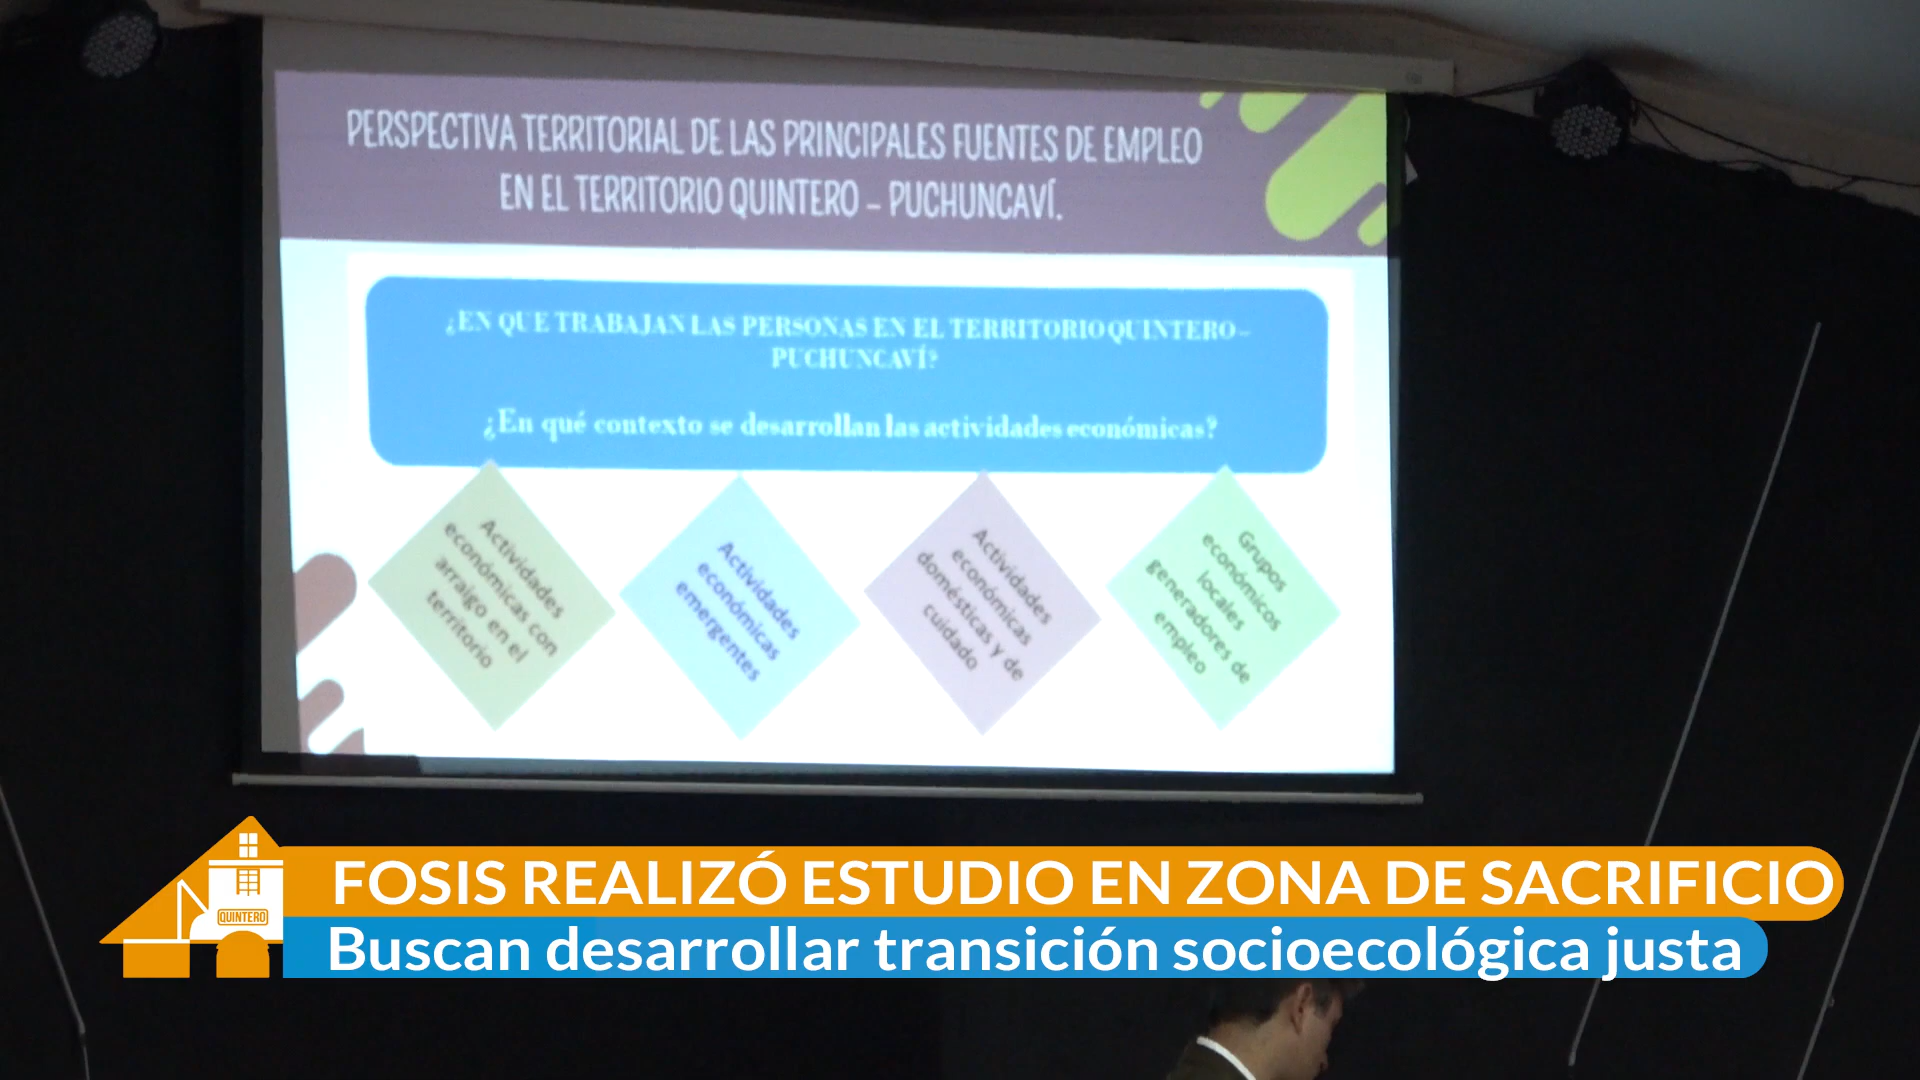 PERSPECTIVA TERRITORIAL DE LAS PRINCIPALES FUENTES DE EMPLEO
EN EL TERRITORIO QUINTERO - PUCHUNCAVÍ.
¿EN QUE TRABAJAN LAS PERSONAS EN EL TERRITORIO QUINTERO –
PUCHUNCAVÍ?
¿En qué contexto se desarrollan las actividades económicas?
Actividades
económicas con
arraigo en el
territorio
Actividades
económicas
emergentes
Actividades
económicas
domésticas y de
cuidado
Grupos
económicos
locales
generadores de
empleo
QUINTERO
FOSIS REALIZÓ ESTUDIO EN ZONA DE SACRIFICIO
Buscan desarrollar transición socioecológica justa